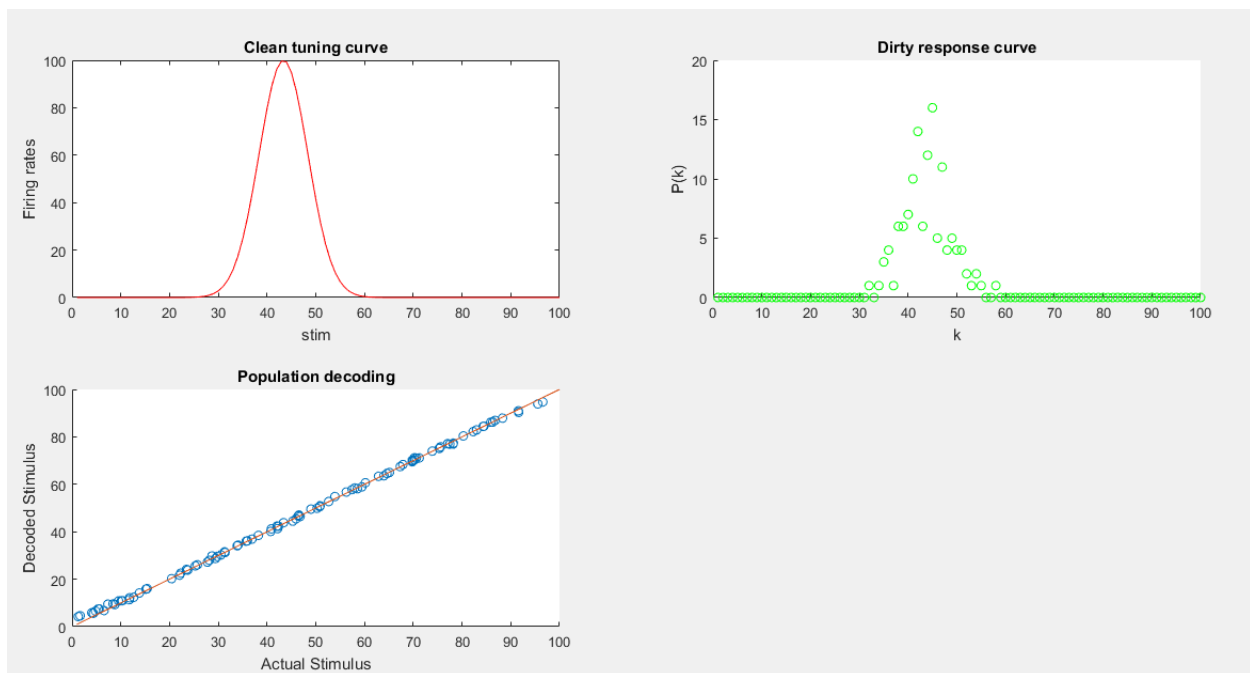 Clean tuning curve
100
80
60
40
20
0
Firing rates
0 10 20 30 40 50 60 70 80 90 100
stim
Dirty response curve
20
15
10
5
0
P(k)
0 10 20 30 40 50 60 70 80 90 100
k
Population decoding
100
80
60
40
20
0
Decoded Stimulus
0 10 20 30 40 50 60 70 80 90 100
Actual Stimulus